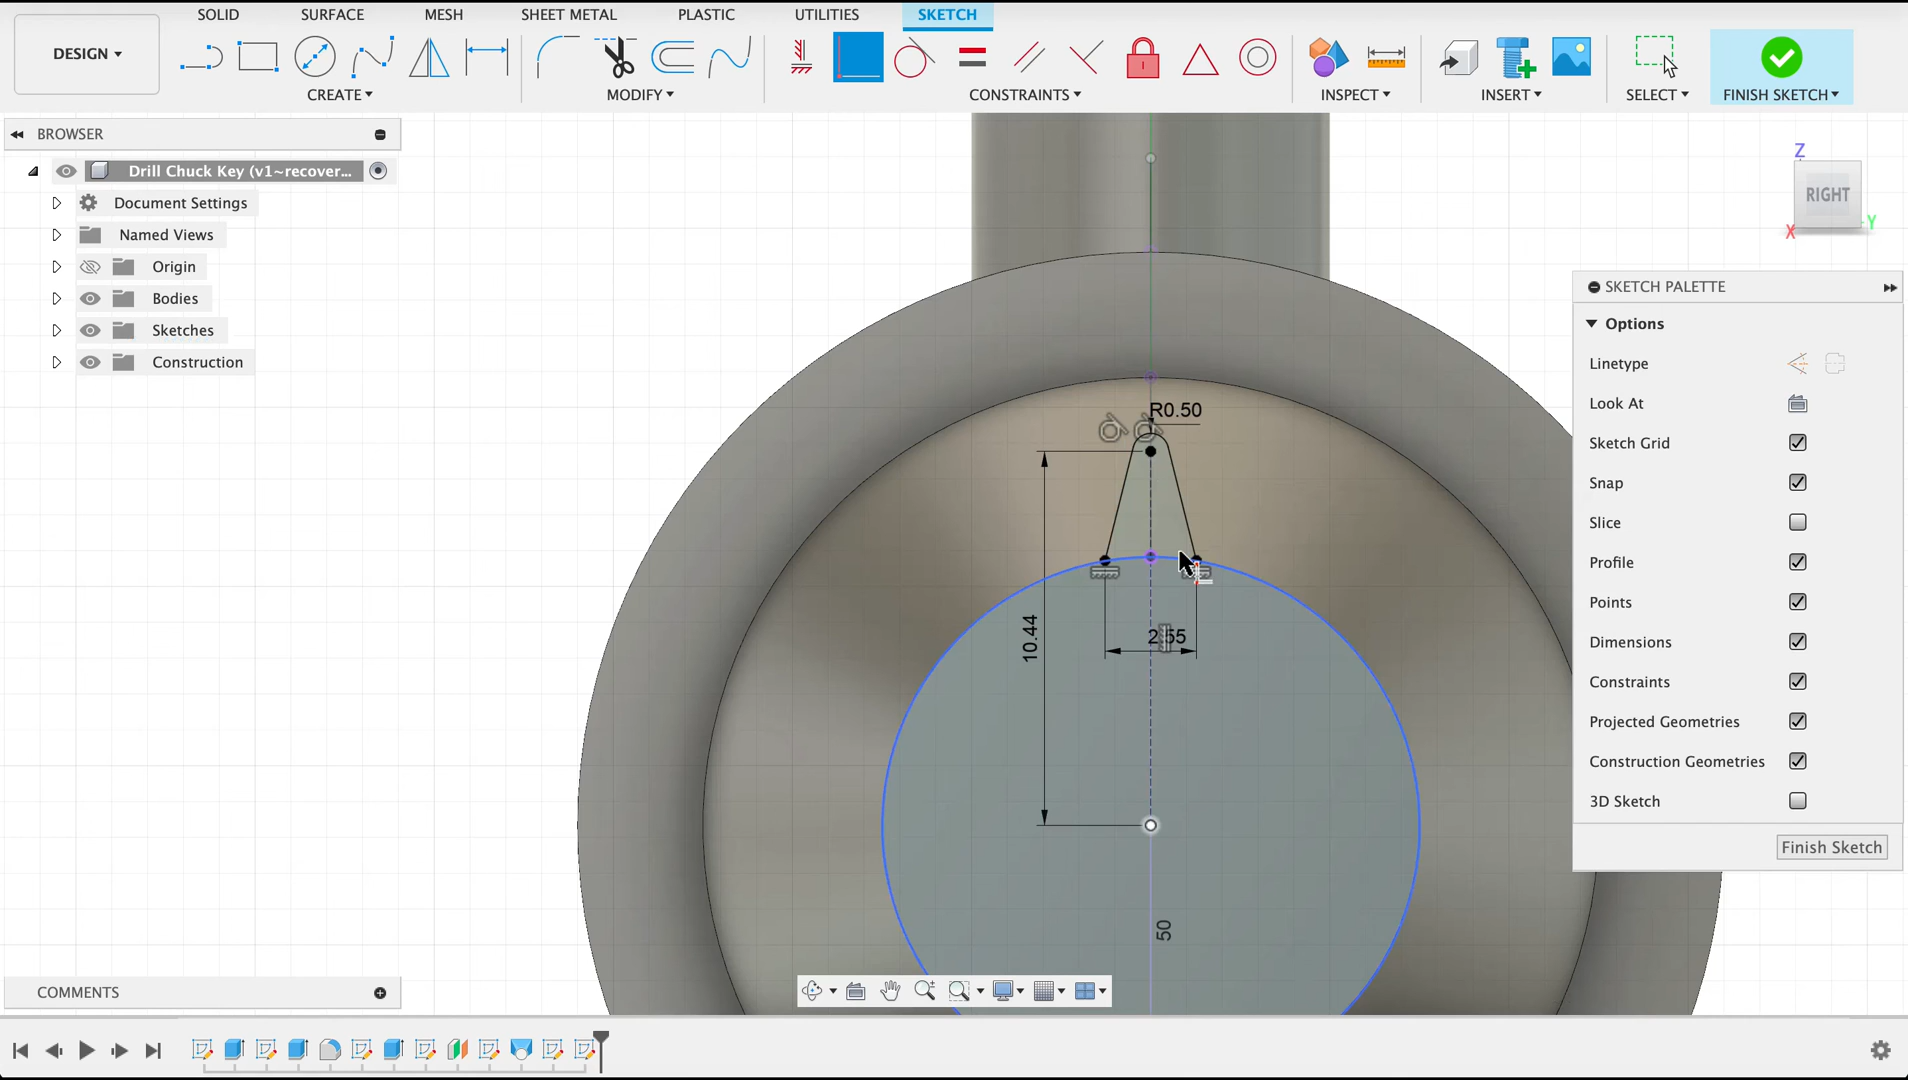 SOLID SURFACE MESH SHEET METAL PLASTIC UTILITIES SKETCH
DESIGN
CREATE MODIFY CONSTRAINTS INSPECT INSERT SELECT FINISH SKETCH
BROWSER
Drill Chuck Key (v1~recover...
Document Settings
Named Views
Origin
Bodies
Sketches
Construction
Z
RIGHT
X
Y
SKETCH PALETTE
Options
Linetype
Look At
Sketch Grid
Snap
Slice
Profile
Points
Dimensions
Constraints
Projected Geometries
Construction Geometries
3D Sketch
Finish Sketch
R0.50
10.44
2.55
50
COMMENTS